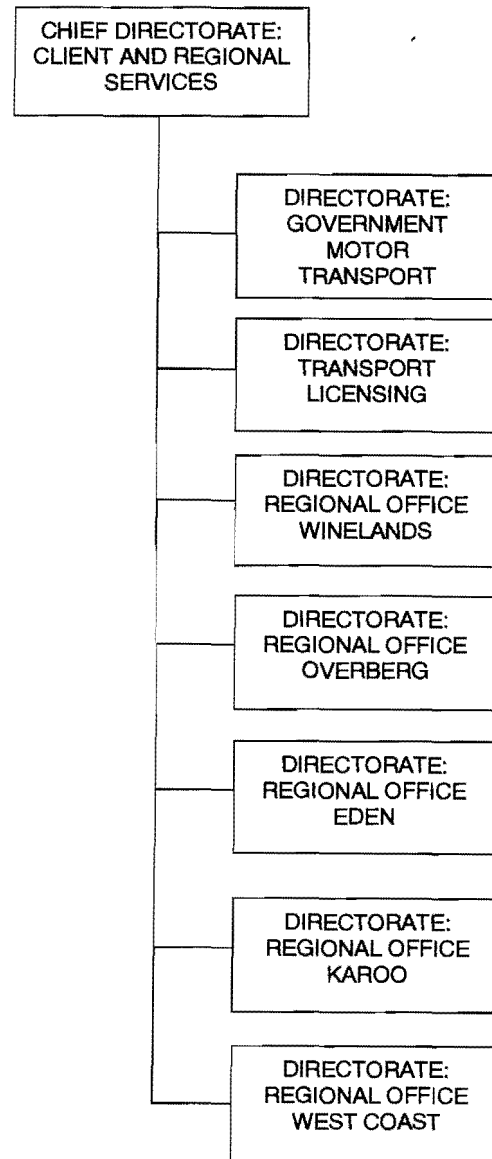 CHIEF DIRECTORATE:
CLIENT AND REGIONAL
SERVICES
DIRECTORATE:
GOVERNMENT
MOTOR
TRANSPORT
DIRECTORATE:
TRANSPORT
LICENSING
DIRECTORATE:
REGIONAL OFFICE
WINELANDS
DIRECTORATE:
REGIONAL OFFICE
OVERBERG
DIRECTORATE:
REGIONAL OFFICE
EDEN
DIRECTORATE:
REGIONAL OFFICE
KAROO
DIRECTORATE:
REGIONAL OFFICE
WEST COAST